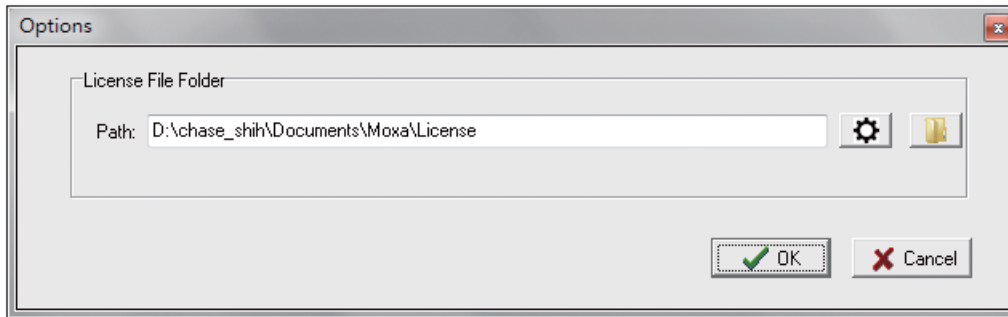 Options
License File Folder
Path: D:\chase_shih\Documents\Moxa\License
OK Cancel